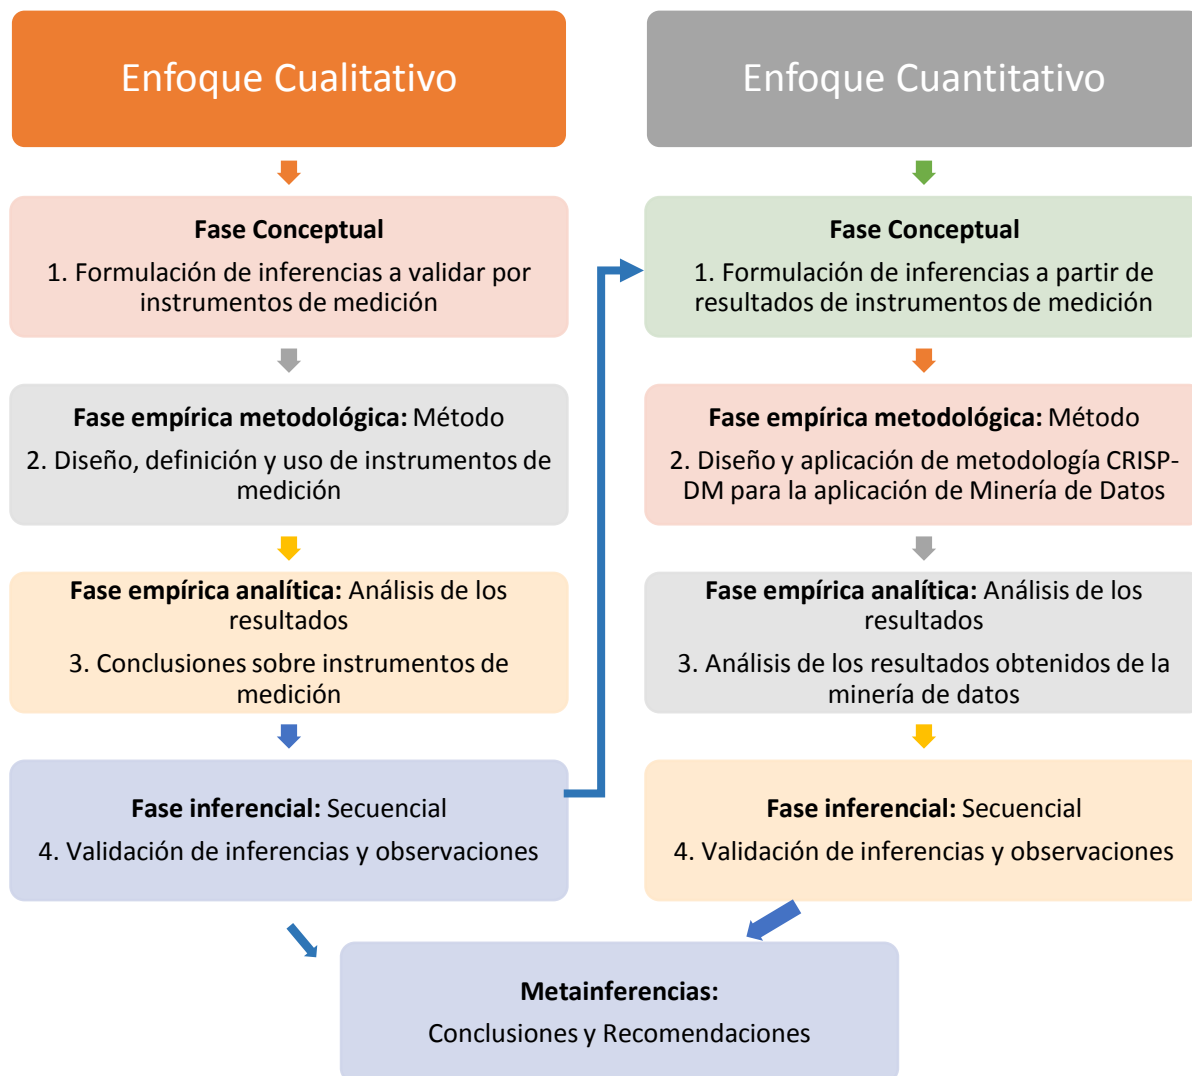 Enfoque Cualitativo
Fase Conceptual
1. Formulación de inferencias a validar por
instrumentos de medición
Fase empírica metodológica: Método
2. Diseño, definición y uso de instrumentos de
medición
Fase empírica analítica: Análisis de los
resultados
3. Conclusiones sobre instrumentos de
medición
Fase inferencial: Secuencial
4. Validación de inferencias y observaciones
Enfoque Cuantitativo
Fase Conceptual
1. Formulación de inferencias a partir de
resultados de instrumentos de medición
Fase empírica metodológica: Método
2. Diseño y aplicación de metodología CRISP-
DM para la aplicación de Minería de Datos
Fase empírica analítica: Análisis de los
resultados
3. Análisis de los resultados obtenidos de la
minería de datos
Fase inferencial: Secuencial
4. Validación de inferencias y observaciones
Metainferencias:
Conclusiones y Recomendaciones